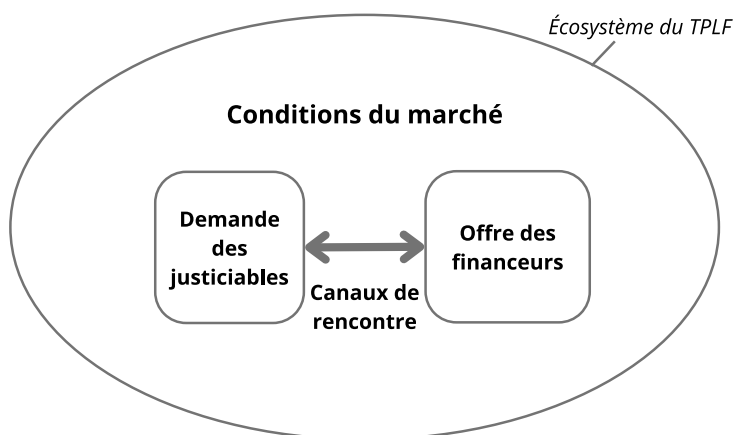 Écosystème du TPLF
Conditions du marché
Demande
des
justiciables
Canaux de
rencontre
Offre des
financeurs